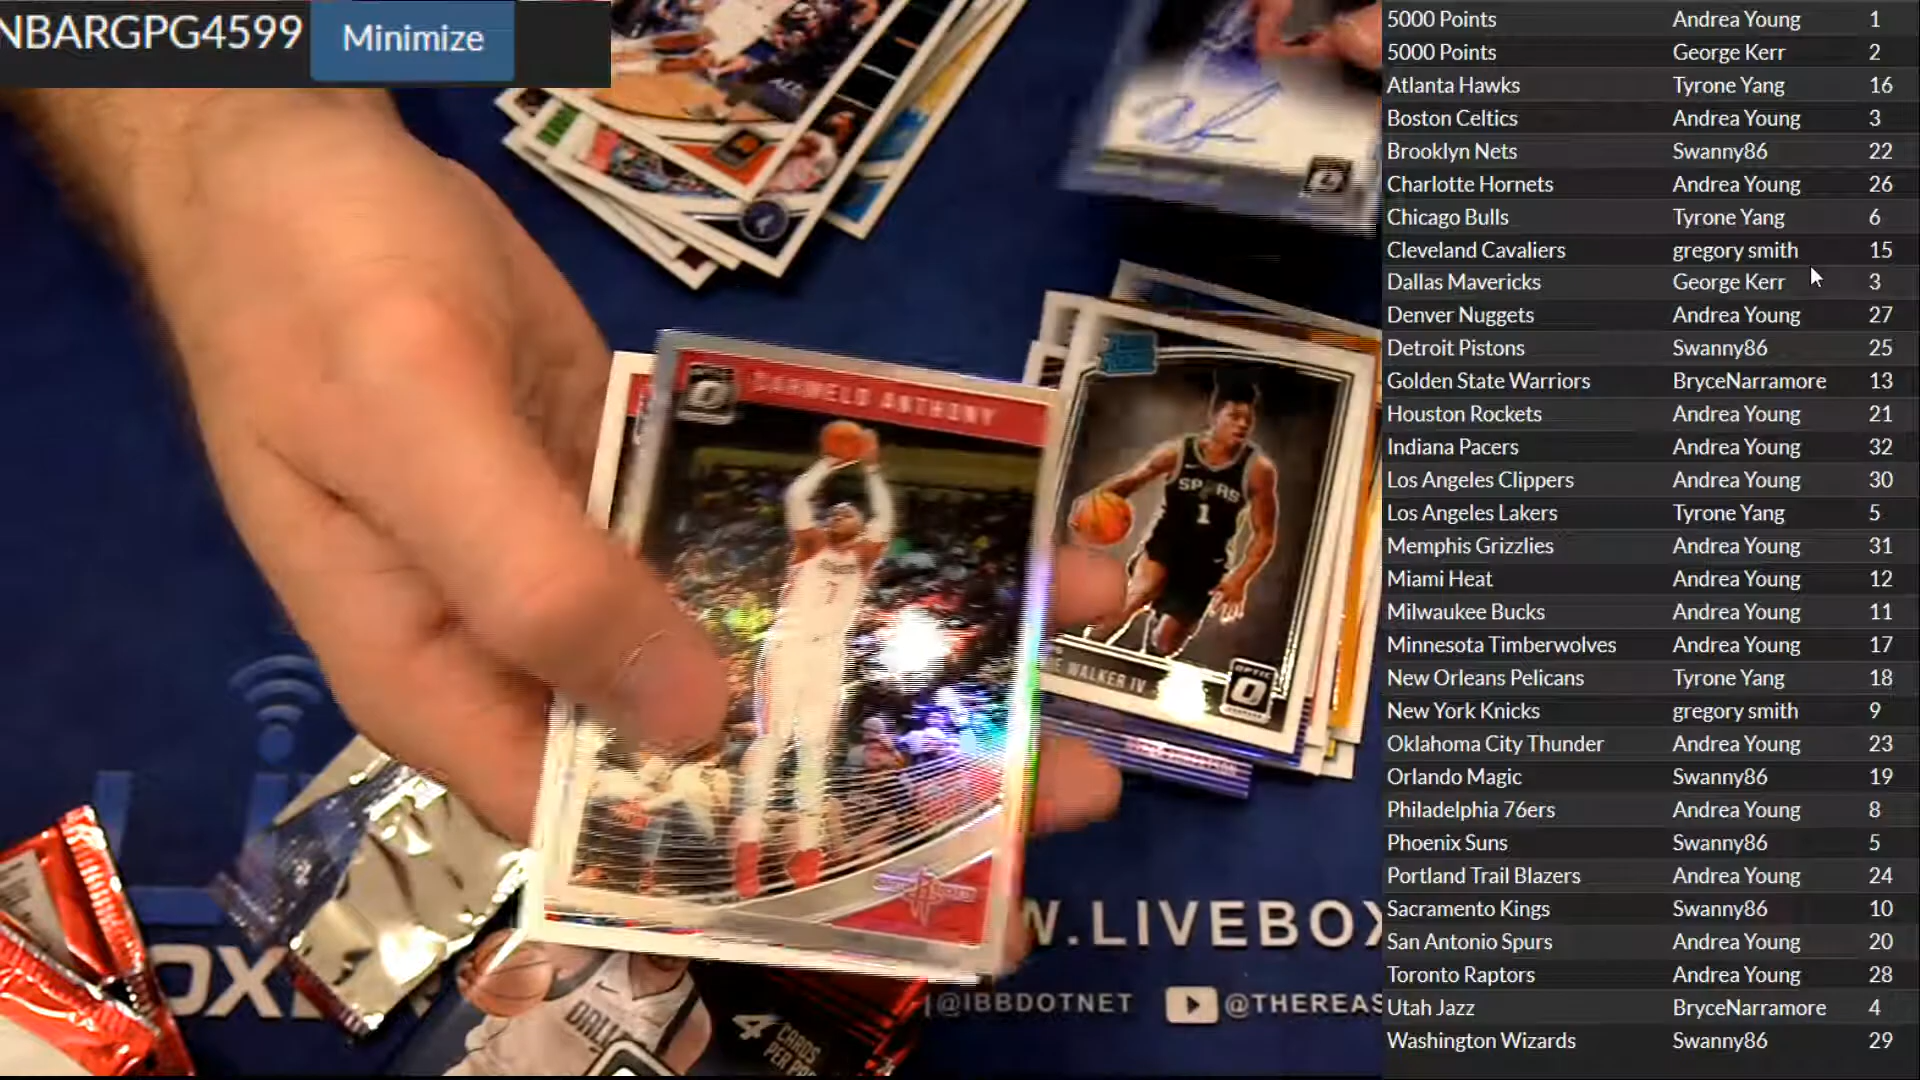 NBARGPG4599 Minimize
5000 Points Andrea Young 1
5000 Points George Kerr 2
Atlanta Hawks Tyrone Yang 16
Boston Celtics Andrea Young 3
Brooklyn Nets Swanny86 22
Charlotte Hornets Andrea Young 26
Chicago Bulls Tyrone Yang 6
Cleveland Cavaliers gregory smith 15
Dallas Mavericks George Kerr 3
Denver Nuggets Andrea Young 27
Detroit Pistons Swanny86 25
Golden State Warriors BryceNarramore 13
Houston Rockets Andrea Young 21
Indiana Pacers Andrea Young 32
Los Angeles Clippers Andrea Young 30
Los Angeles Lakers Tyrone Yang 5
Memphis Grizzlies Andrea Young 31
Miami Heat Andrea Young 12
Milwaukee Bucks Andrea Young 11
Minnesota Timberwolves Andrea Young 17
New Orleans Pelicans Tyrone Yang 18
New York Knicks gregory smith 9
Oklahoma City Thunder Andrea Young 23
Orlando Magic Swanny86 19
Philadelphia 76ers Andrea Young 8
Phoenix Suns Swanny86 5
Portland Trail Blazers Andrea Young 24
Sacramento Kings Swanny86 10
San Antonio Spurs Andrea Young 20
Toronto Raptors Andrea Young 28
Utah Jazz BryceNarramore 4
Washington Wizards Swanny86 29
CARMELO ANTHONY
7
SPURS
1
WALKER IV
OPTIC
W.LIVEBOX
|@IBBDOTNET @THEREAS
OX
DALL
4 CARDS
PER PA